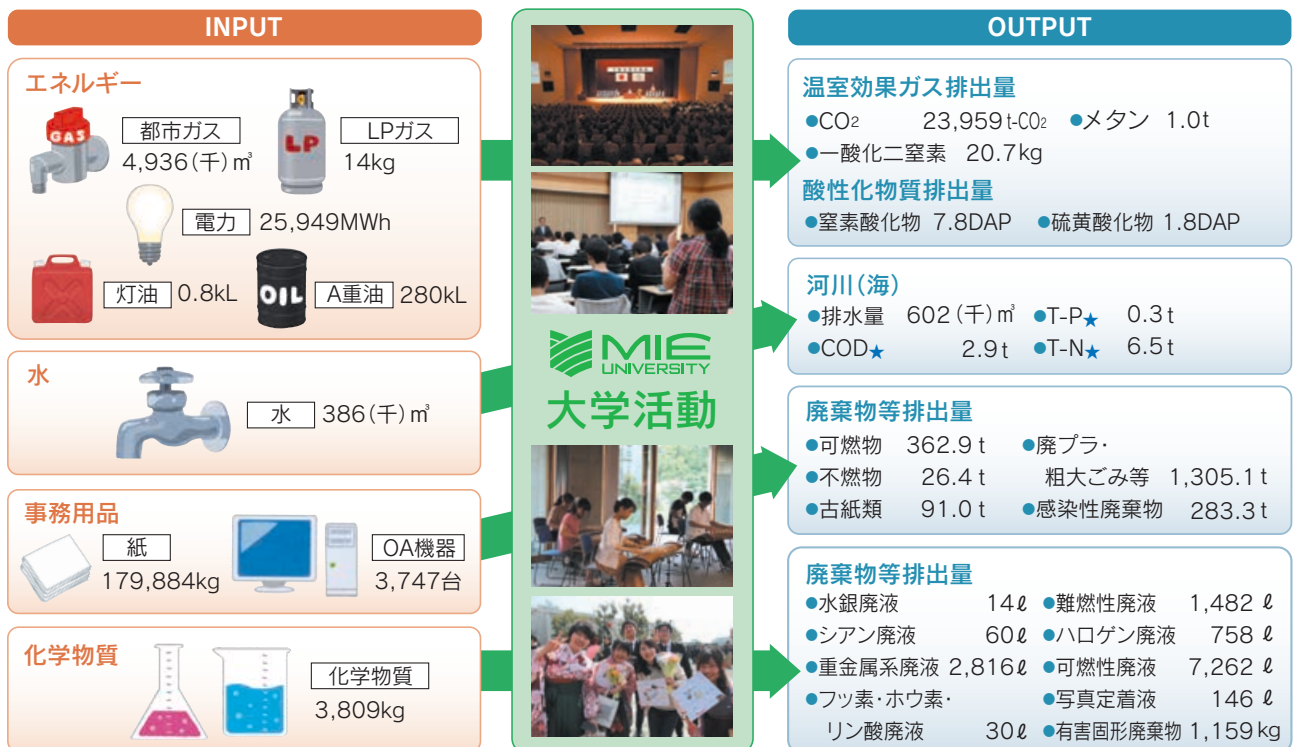 INPUT
エネルギー
GAS
都市ガス
4,936(千)㎥
LP
LPガス
14kg
電力 25,949MWh
灯油 0.8kL
OIL
A重油 280kL
水
水 386(千)㎥
事務用品
紙
179,884kg
OA機器
3,747台
化学物質
化学物質
3,809kg
MIE
UNIVERSITY
大学活動
OUTPUT
温室効果ガス排出量
●CO₂ 23,959t-CO₂ ●メタン 1.0t
●一酸化二窒素 20.7kg
酸性化物質排出量
●窒素酸化物 7.8DAP ●硫黄酸化物 1.8DAP
河川(海)
●排水量 602(千)㎥ ●T-P★ 0.3t
●COD★ 2.9t ●T-N★ 6.5t
廃棄物等排出量
●可燃物 362.9t ●廃プラ・
●不燃物 26.4t 粗大ごみ等 1,305.1t
●古紙類 91.0t ●感染性廃棄物 283.3t
廃棄物等排出量
●水銀廃液 14ℓ ●難燃性廃液 1,482ℓ
●シアン廃液 60ℓ ●ハロゲン廃液 758ℓ
●重金属系廃液 2,816ℓ ●可燃性廃液 7,262ℓ
●フッ素・ホウ素・ ●写真定着液 146ℓ
リン酸廃液 30ℓ ●有害固形廃棄物 1,159kg